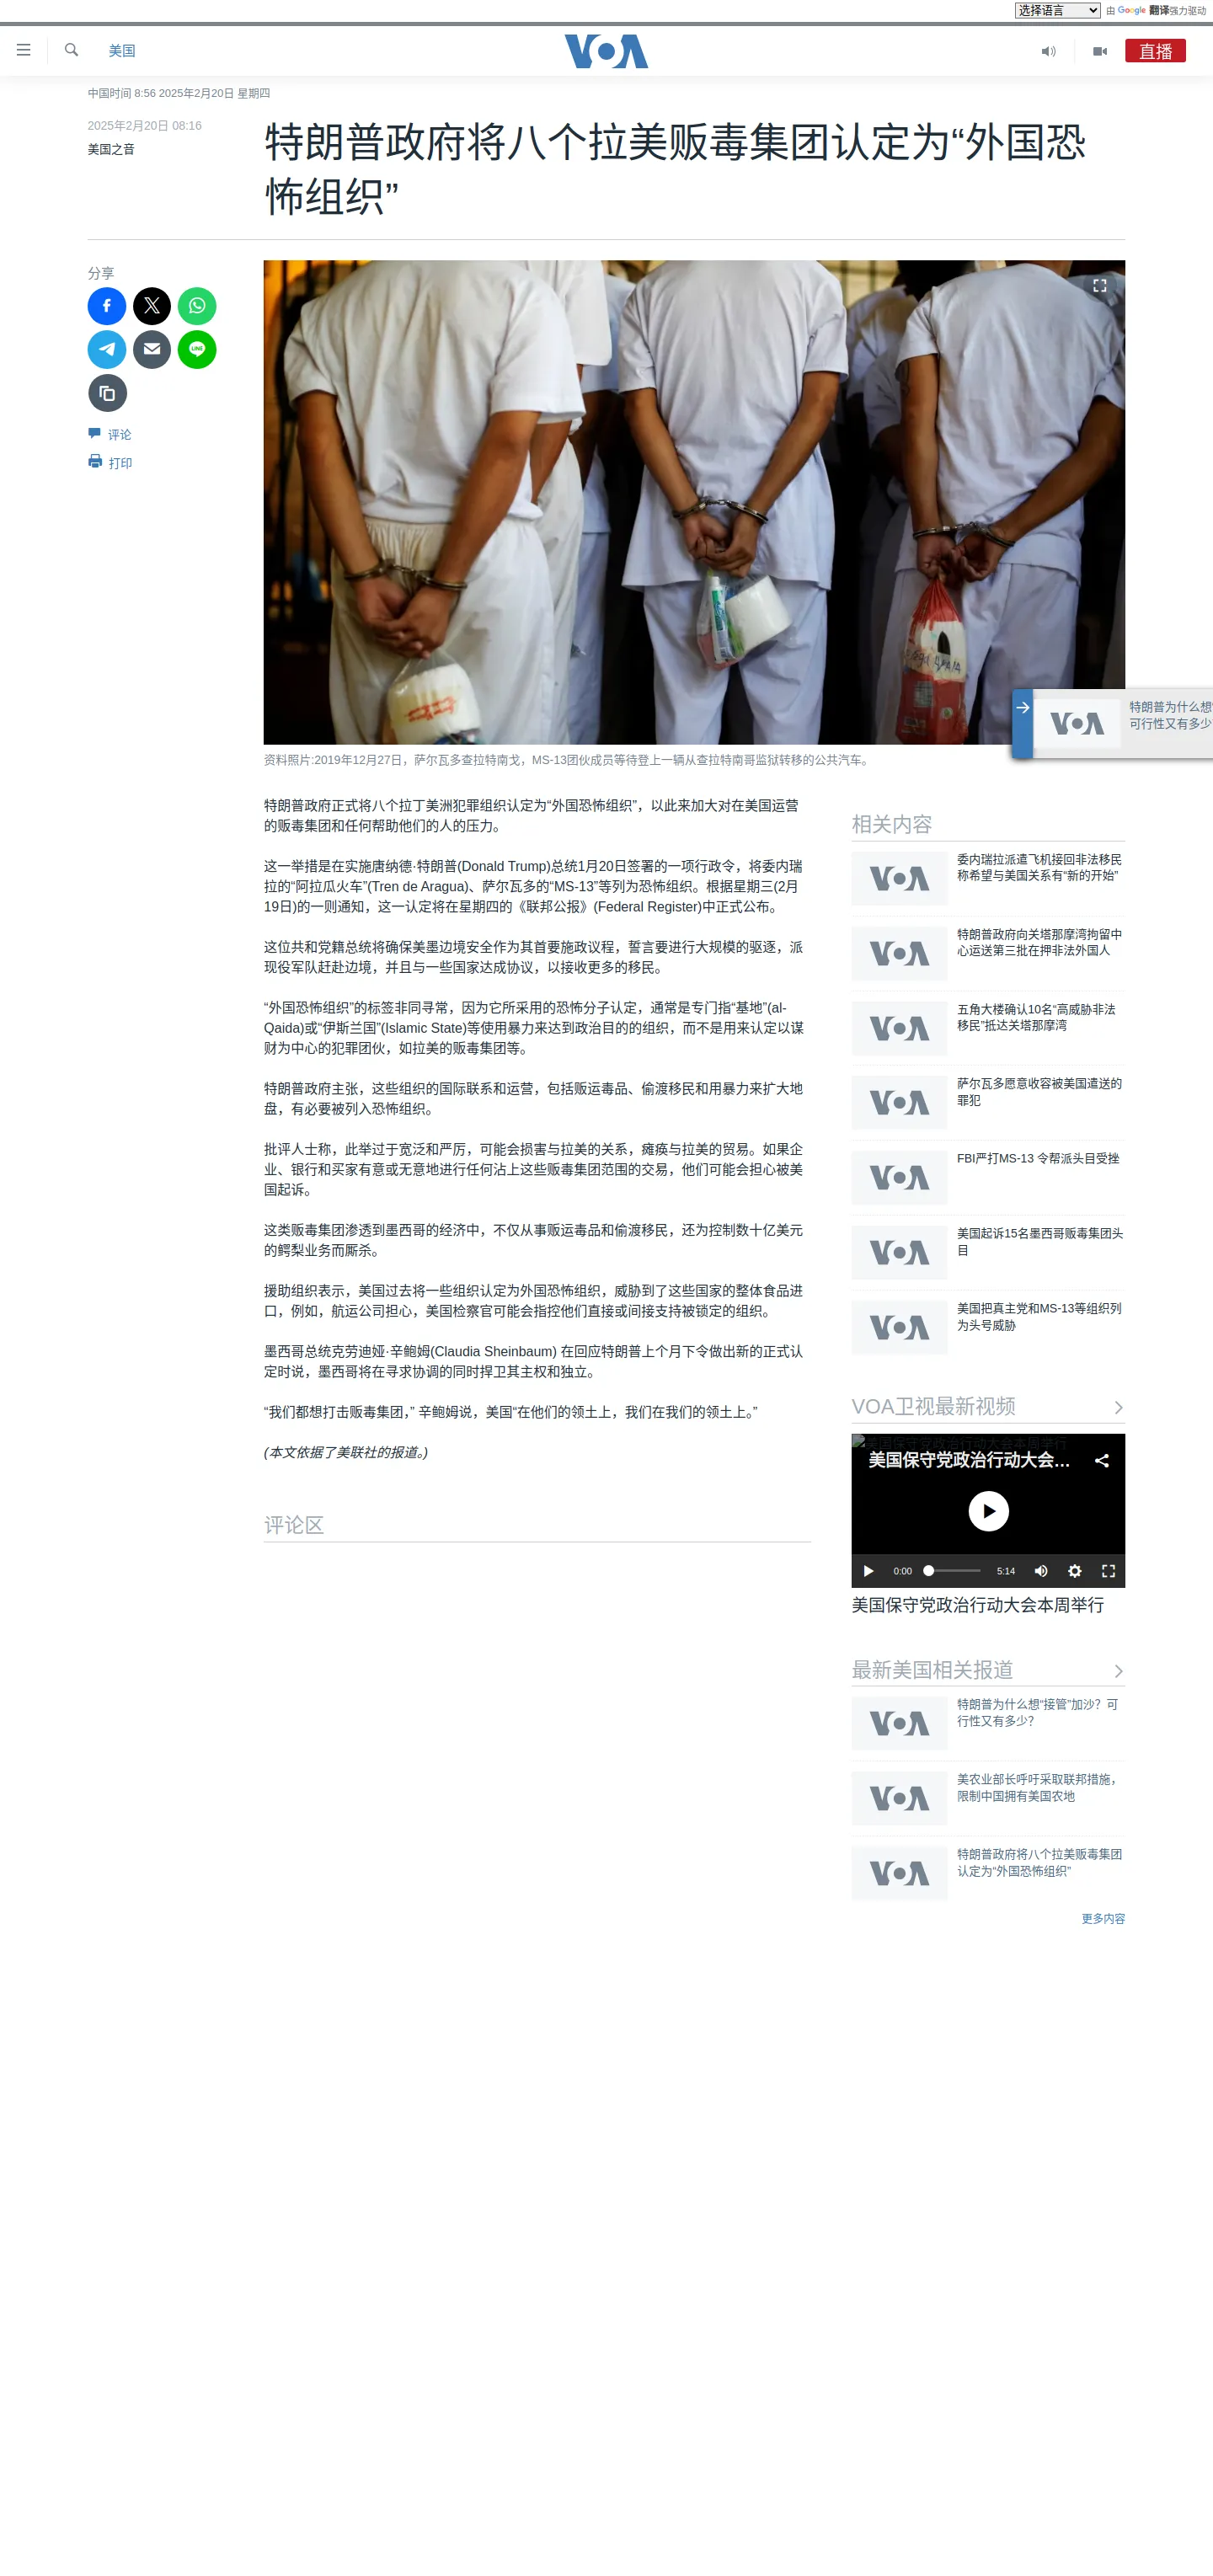 选择语言 由 Google 翻译强力驱动
美国
VOA
直播
中国时间 8:56 2025年2月20日 星期四
2025年2月20日 08:16
美国之音
特朗普政府将八个拉美贩毒集团认定为“外国恐
怖组织”
分享
LINE
评论
打印
资料照片:2019年12月27日，萨尔瓦多查拉特南戈，MS-13团伙成员等待登上一辆从查拉特南哥监狱转移的公共汽车。
VOA
特朗普为什么想
可行性又有多少
特朗普政府正式将八个拉丁美洲犯罪组织认定为“外国恐怖组织”，以此来加大对在美国运营
的贩毒集团和任何帮助他们的人的压力。
这一举措是在实施唐纳德·特朗普(Donald Trump)总统1月20日签署的一项行政令，将委内瑞
拉的“阿拉瓜火车”(Tren de Aragua)、萨尔瓦多的“MS-13”等列为恐怖组织。根据星期三(2月
19日)的一则通知，这一认定将在星期四的《联邦公报》(Federal Register)中正式公布。
这位共和党籍总统将确保美墨边境安全作为其首要施政议程，誓言要进行大规模的驱逐，派
现役军队赶赴边境，并且与一些国家达成协议，以接收更多的移民。
“外国恐怖组织”的标签非同寻常，因为它所采用的恐怖分子认定，通常是专门指“基地”(al-
Qaida)或“伊斯兰国”(Islamic State)等使用暴力来达到政治目的的组织，而不是用来认定以谋
财为中心的犯罪团伙，如拉美的贩毒集团等。
特朗普政府主张，这些组织的国际联系和运营，包括贩运毒品、偷渡移民和用暴力来扩大地
盘，有必要被列入恐怖组织。
批评人士称，此举过于宽泛和严厉，可能会损害与拉美的关系，瘫痪与拉美的贸易。如果企
业、银行和买家有意或无意地进行任何沾上这些贩毒集团范围的交易，他们可能会担心被美
国起诉。
这类贩毒集团渗透到墨西哥的经济中，不仅从事贩运毒品和偷渡移民，还为控制数十亿美元
的鳄梨业务而厮杀。
援助组织表示，美国过去将一些组织认定为外国恐怖组织，威胁到了这些国家的整体食品进
口，例如，航运公司担心，美国检察官可能会指控他们直接或间接支持被锁定的组织。
墨西哥总统克劳迪娅·辛鲍姆(Claudia Sheinbaum) 在回应特朗普上个月下令做出新的正式认
定时说，墨西哥将在寻求协调的同时捍卫其主权和独立。
“我们都想打击贩毒集团，” 辛鲍姆说，美国“在他们的领土上，我们在我们的领土上。”
(本文依据了美联社的报道。)
评论区
相关内容
VOA
委内瑞拉派遣飞机接回非法移民
称希望与美国关系有“新的开始”
VOA
特朗普政府向关塔那摩湾拘留中
心运送第三批在押非法外国人
VOA
五角大楼确认10名“高威胁非法
移民”抵达关塔那摩湾
VOA
萨尔瓦多愿意收容被美国遣送的
罪犯
VOA
FBI严打MS-13 令帮派头目受挫
VOA
美国起诉15名墨西哥贩毒集团头
目
VOA
美国把真主党和MS-13等组织列
为头号威胁
VOA卫视最新视频
美国保守党政治行动大会本周举行
美国保守党政治行动大会...
0:00 5:14
美国保守党政治行动大会本周举行
最新美国相关报道
VOA
特朗普为什么想“接管”加沙？可
行性又有多少？
VOA
美农业部长呼吁采取联邦措施，
限制中国拥有美国农地
VOA
特朗普政府将八个拉美贩毒集团
认定为“外国恐怖组织”
更多内容